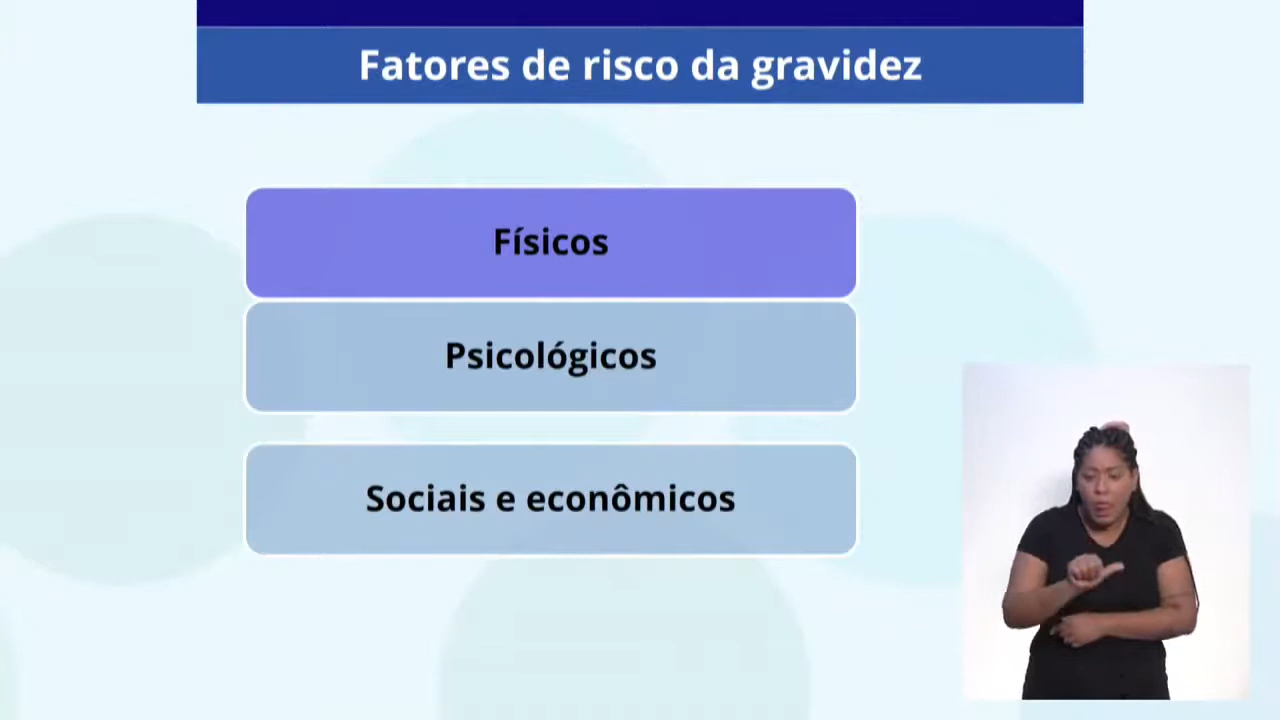 Fatores de risco da gravidez
Físicos
Psicológicos
Sociais e econômicos